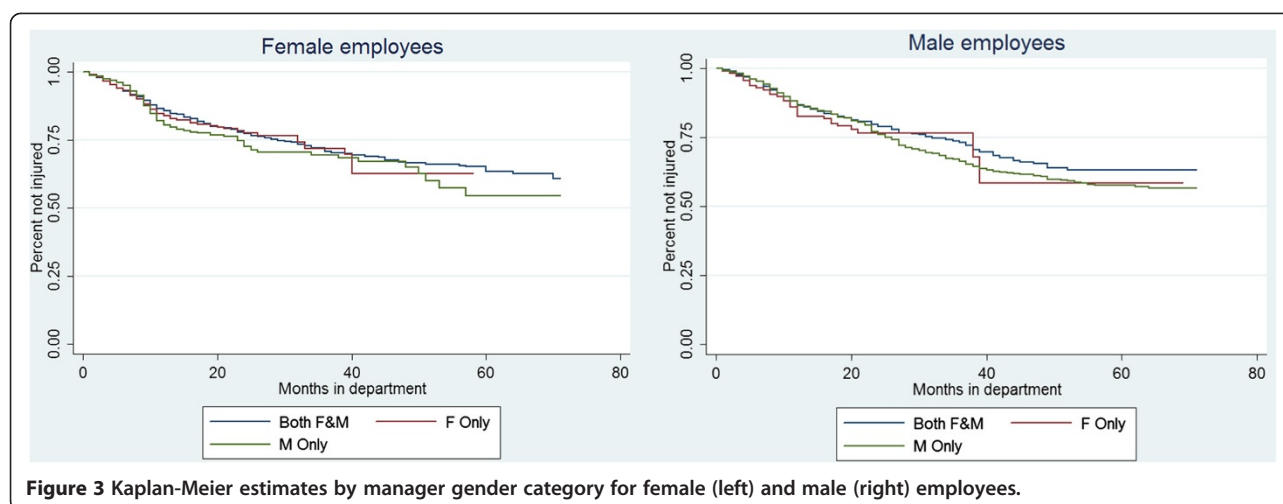 Female employees
Percent not injured
1.00
0.75
0.50
0.25
0.00
0 20 40 60 80
Months in department
Both F&M F Only
M Only
Male employees
Percent not injured
1.00
0.75
0.50
0.25
0.00
0 20 40 60 80
Months in department
Both F&M F Only
M Only
Figure 3 Kaplan-Meier estimates by manager gender category for female (left) and male (right) employees.